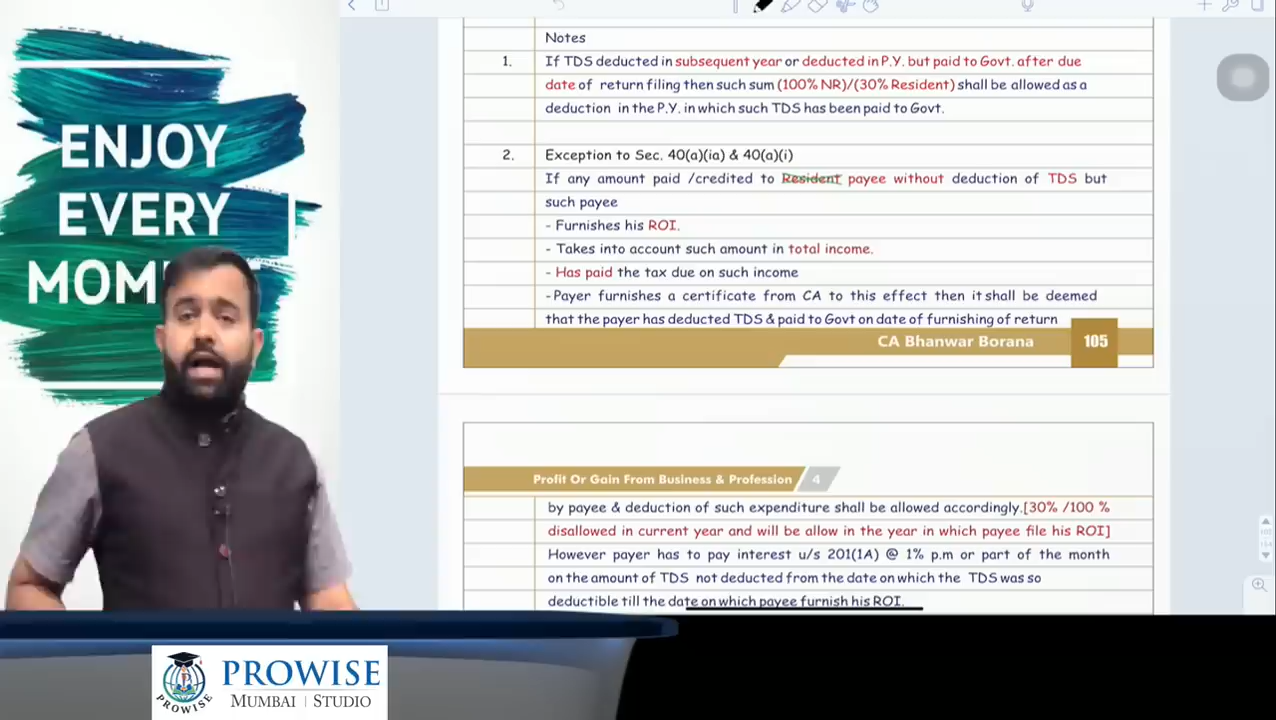 ENJOY
EVERY
Notes
1. If TDS deducted in subsequent year or deducted in P.Y. but paid to Govt. after due
date of return filing then such sum (100% NR)/(30% Resident) shall be allowed as a
deduction in the P.Y. in which such TDS has been paid to Govt.
2. Exception to Sec. 40(a)(ia) & 40(a)(i)
If any amount paid /credited to Resident payee without deduction of TDS but
such payee
- Furnishes his ROI.
- Takes into account such amount in total income.
- Has paid the tax due on such income
- Payer furnishes a certificate from CA to this effect then it shall be deemed
that the payer has deducted TDS & paid to Govt on date of furnishing of return
CA Bhanwar Borana 105
Profit Or Gain From Business & Profession 4
by payee & deduction of such expenditure shall be allowed accordingly.[30% /100 %
disallowed in current year and will be allow in the year in which payee file his ROI]
However payer has to pay interest u/s 201(1A) @ 1% p.m or part of the month
on the amount of TDS not deducted from the date on which the TDS was so
deductible till the date on which payee furnish his ROI.
PROWISE
PROWISE
MUMBAI | STUDIO